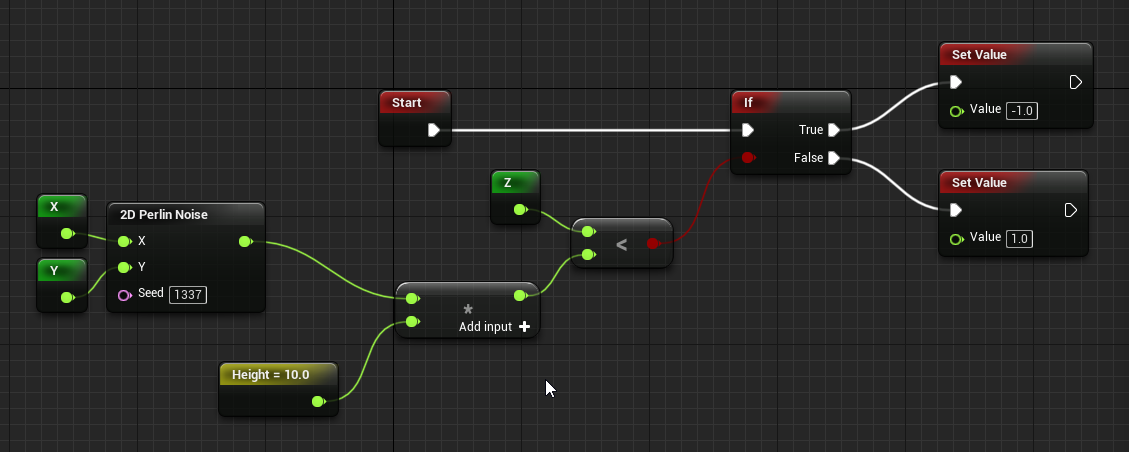 Set Value
Value -1.0
Start
If
True
False
Set Value
Value 1.0
Z
<
X
Y
2D Perlin Noise
X
Y
Seed 1337
*
Add input +
Height = 10.0